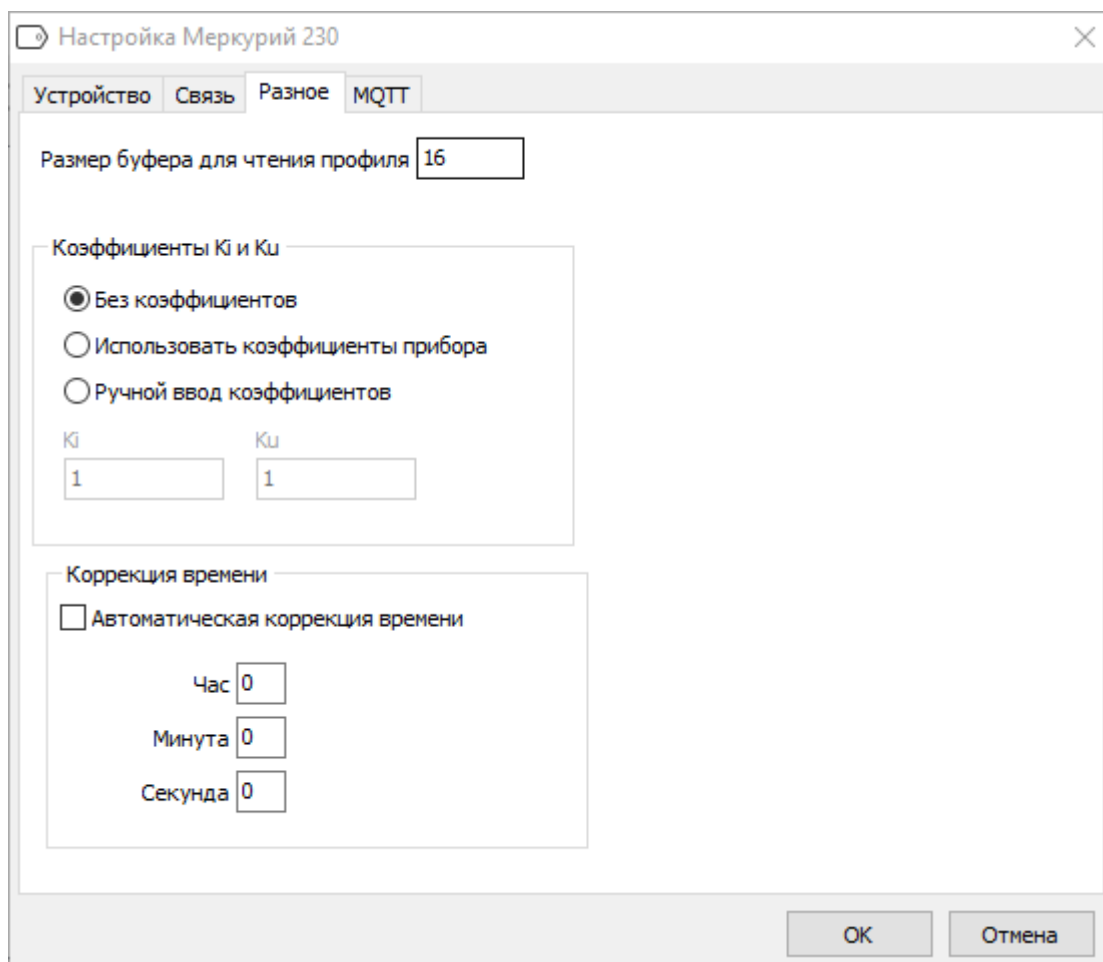 Настройка Меркурий 230
Устройство Связь Разное MQTT
Размер буфера для чтения профиля 16
Коэффициенты Ki и Ku
Без коэффициентов
Использовать коэффициенты прибора
Ручной ввод коэффициентов
Ki Ku
1 1
Коррекция времени
Автоматическая коррекция времени
Час 0
Минута 0
Секунда 0
OK Отмена